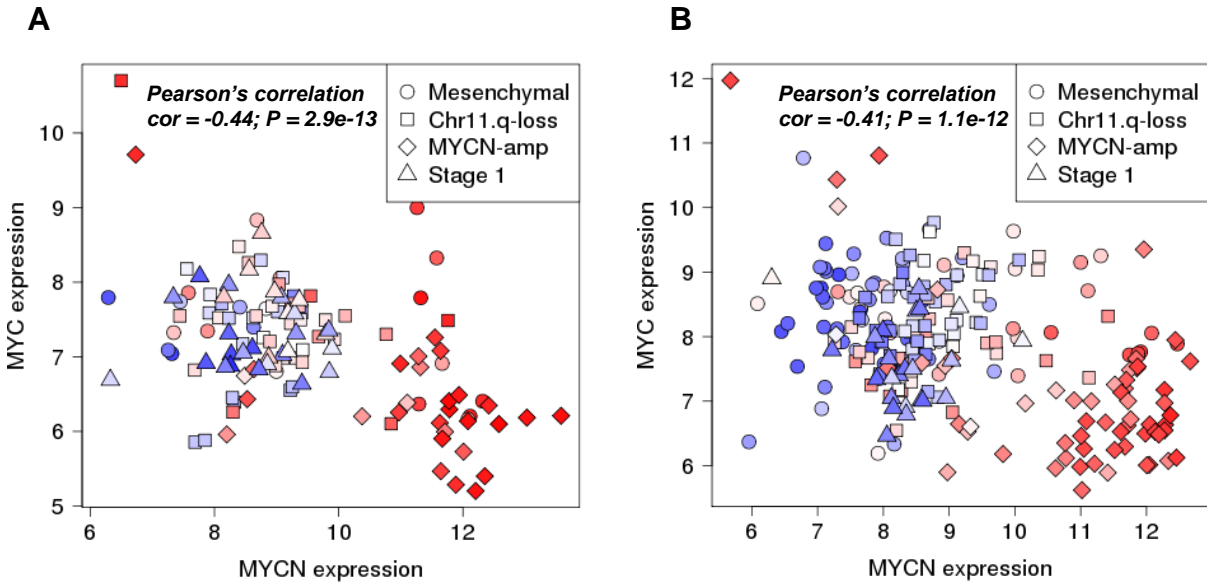 A
Pearson's correlation
cor = -0.44; P = 2.9e-13
Mesenchymal
Chr11.q-loss
MYCN-amp
Stage 1
10
9
8
7
6
5
MYC expression
6
8
10
12
MYCN expression
B
Pearson's correlation
cor = -0.41; P = 1.1e-12
Mesenchymal
Chr11.q-loss
MYCN-amp
Stage 1
12
11
10
9
8
7
6
MYC expression
6
7
8
9
10
11
12
MYCN expression